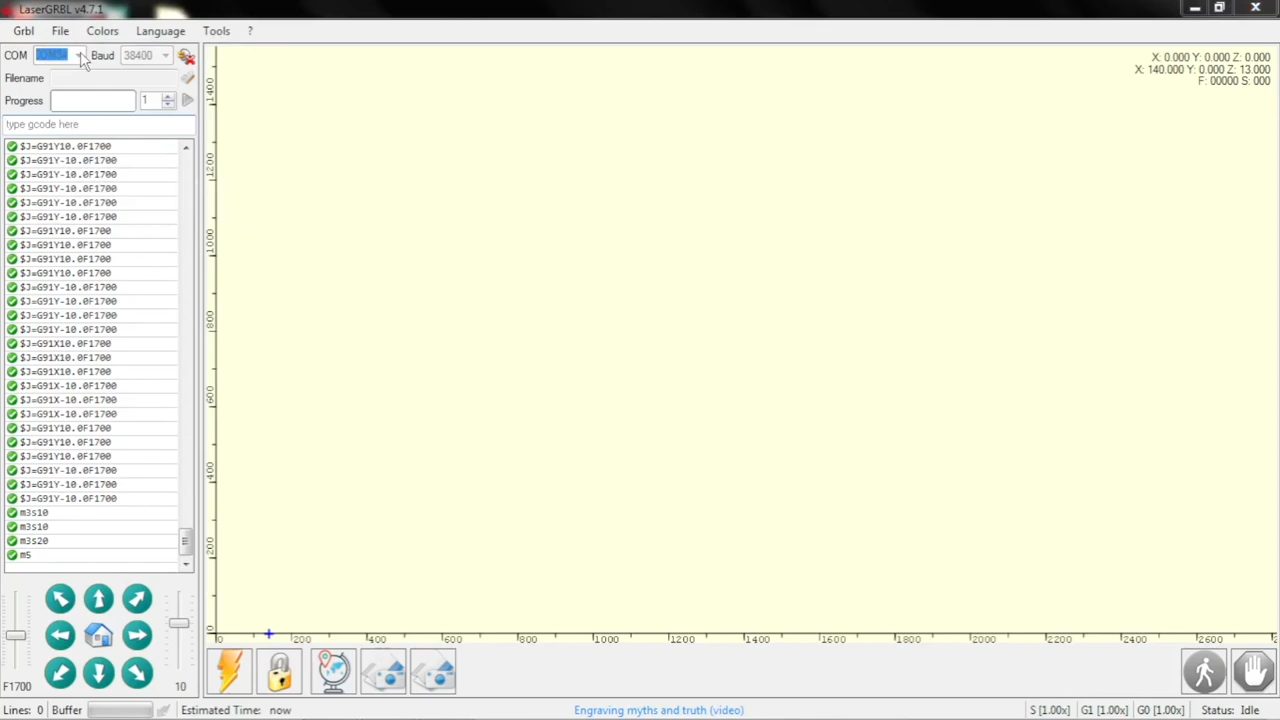 LaserGRBL v4.7.1
Grbl File Colors Language Tools ?
COM Baud 38400
Filename
Progress 1
type gcode here
$J=G91Y10.0F1700
$J=G91Y-10.0F1700
$J=G91Y-10.0F1700
$J=G91Y-10.0F1700
$J=G91Y-10.0F1700
$J=G91Y-10.0F1700
$J=G91Y10.0F1700
$J=G91Y10.0F1700
$J=G91Y10.0F1700
$J=G91Y10.0F1700
$J=G91Y-10.0F1700
$J=G91Y-10.0F1700
$J=G91Y-10.0F1700
$J=G91Y-10.0F1700
$J=G91X10.0F1700
$J=G91X10.0F1700
$J=G91X10.0F1700
$J=G91X-10.0F1700
$J=G91X-10.0F1700
$J=G91X-10.0F1700
$J=G91Y10.0F1700
$J=G91Y10.0F1700
$J=G91Y10.0F1700
$J=G91Y-10.0F1700
$J=G91Y-10.0F1700
$J=G91Y-10.0F1700
m3s10
m3s10
m3s20
m5
F1700 10
X: 0.000 Y: 0.000 Z: 0.000
X: 140.000 Y: 0.000 Z: 13.000
F: 00000 S: 000
1400
1200
1000
800
600
400
200
0
0 200 400 600 800 1000 1200 1400 1600 1800 2000 2200 2400 2600
Lines: 0 Buffer Estimated Time: now Engraving myths and truth (video) S [1.00x] G1 [1.00x] G0 [1.00x] Status: Idle